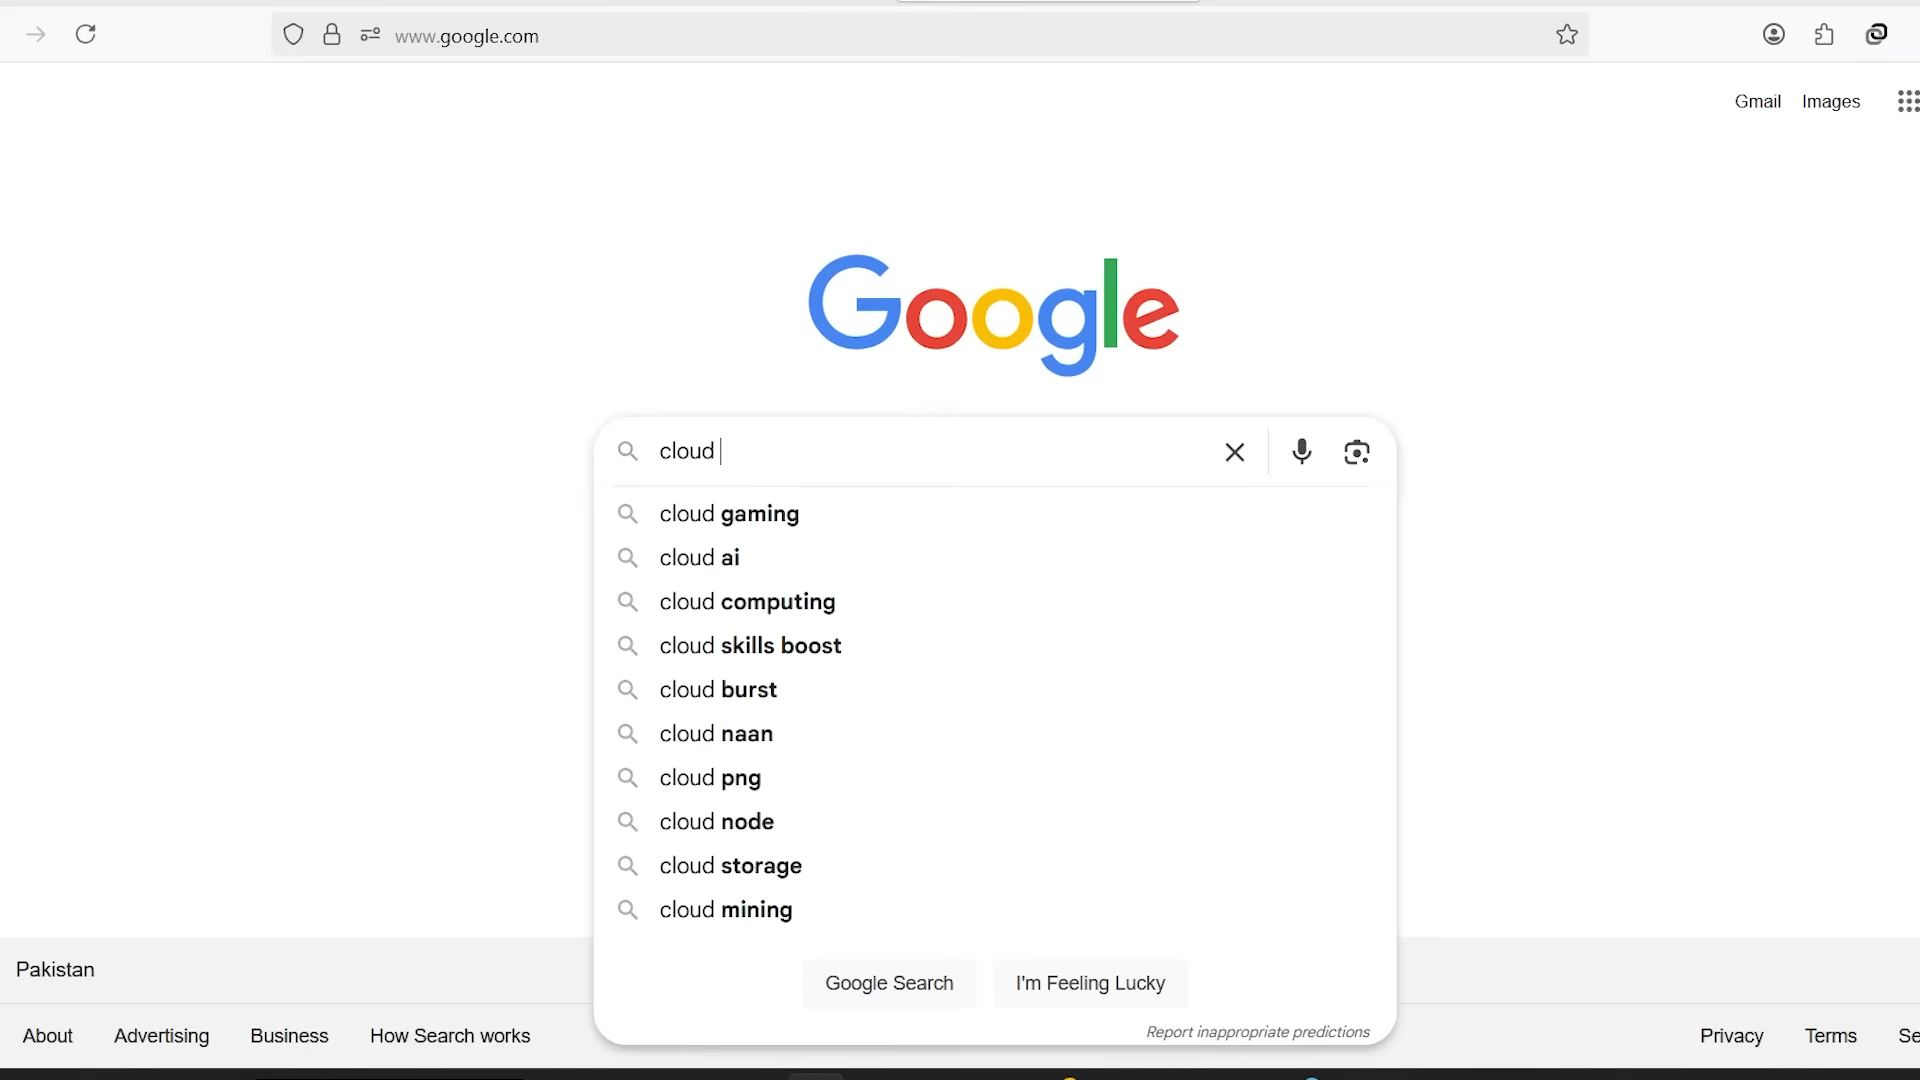 www.google.com
Gmail Images
Google
cloud
cloud gaming
cloud ai
cloud computing
cloud skills boost
cloud burst
cloud naan
cloud png
cloud node
cloud storage
cloud mining
Google Search I'm Feeling Lucky
Report inappropriate predictions
Pakistan
About Advertising Business How Search works Privacy Terms Se